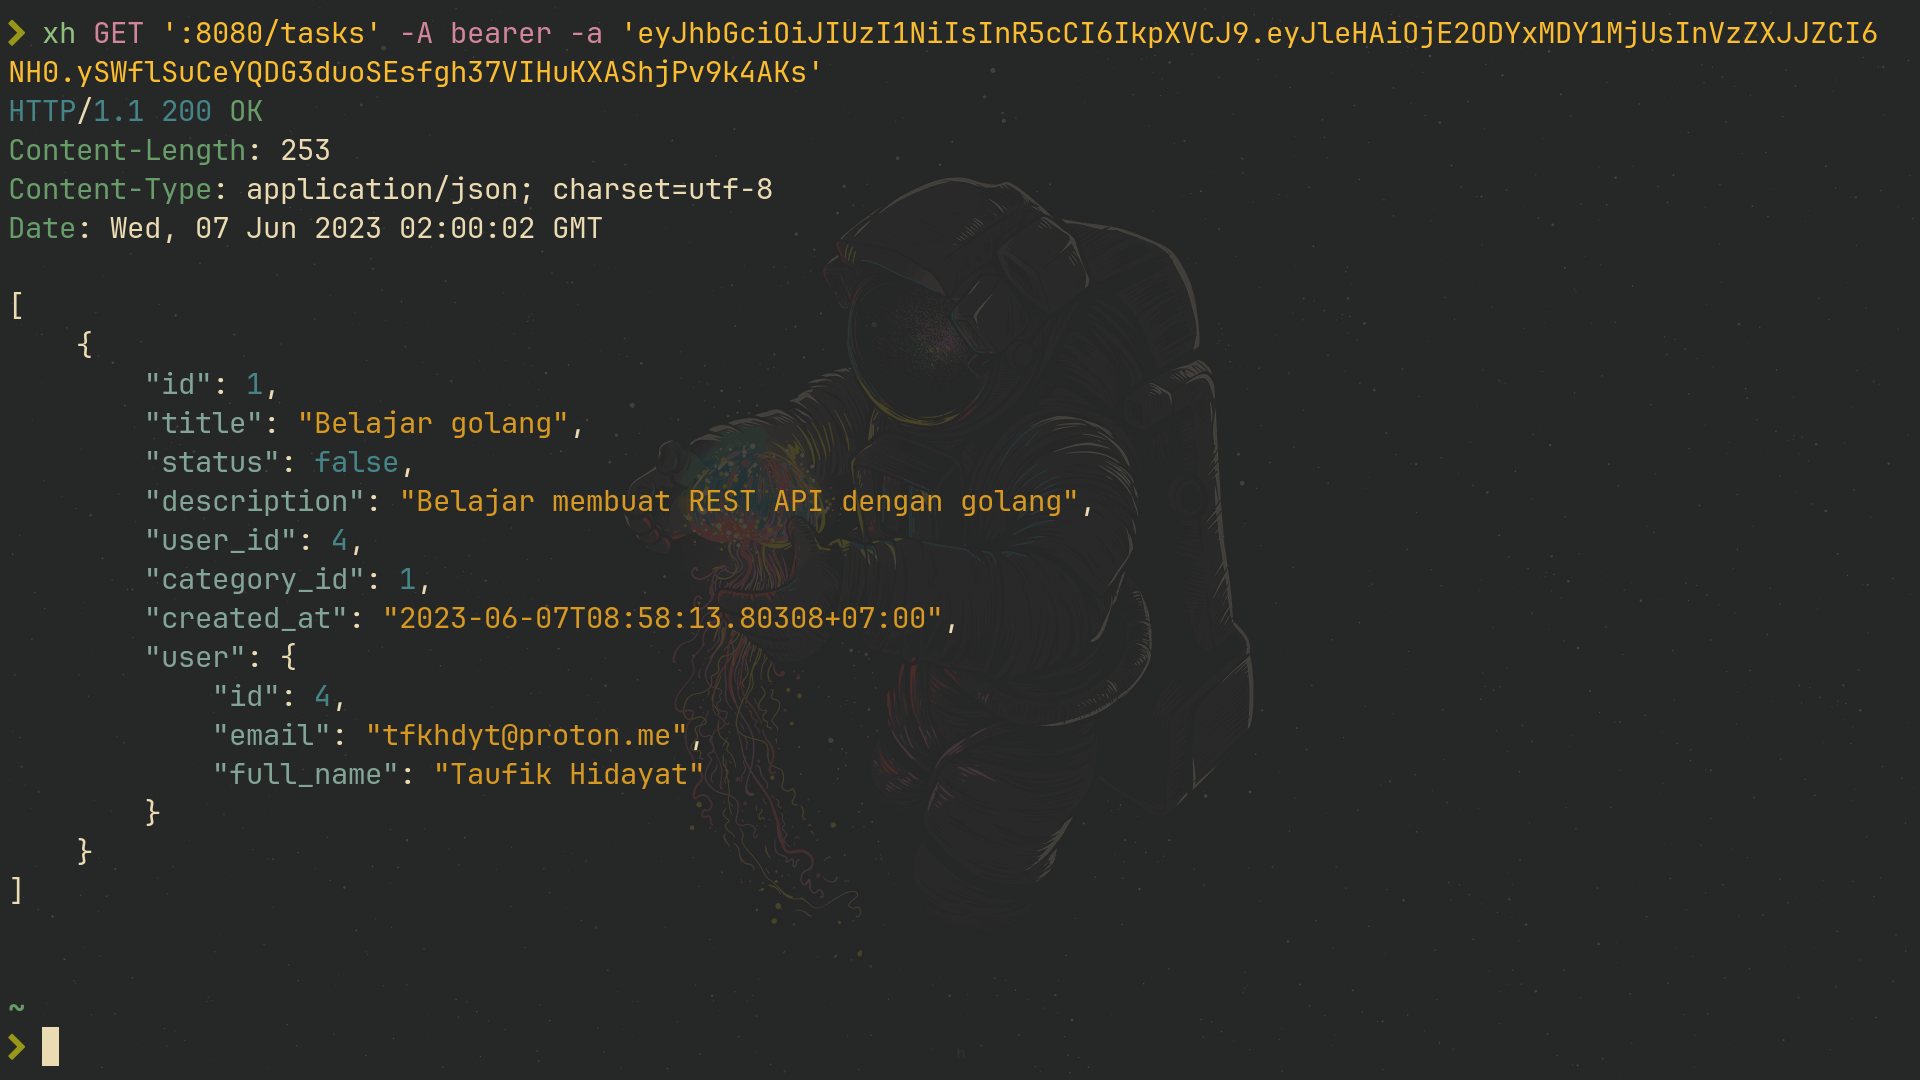 ❯ xh GET ':8080/tasks' -A bearer -a 'eyJhbGciOiJIUzI1NiIsInR5cCI6IkpXVCJ9.eyJleHAiOjE2ODYxMDY1MjUsInVzZXJJZCI6
NH0.ySWflSuCeYQDG3duoSEsfgh37VIHuKXAShjPv9k4AKs'
HTTP/1.1 200 OK
Content-Length: 253
Content-Type: application/json; charset=utf-8
Date: Wed, 07 Jun 2023 02:00:02 GMT
[
    {
        "id": 1,
        "title": "Belajar golang",
        "status": false,
        "description": "Belajar membuat REST API dengan golang",
        "user_id": 4,
        "category_id": 1,
        "created_at": "2023-06-07T08:58:13.80308+07:00",
        "user": {
            "id": 4,
            "email": "tfkhdyt@proton.me",
            "full_name": "Taufik Hidayat"
        }
    }
]
~
❯